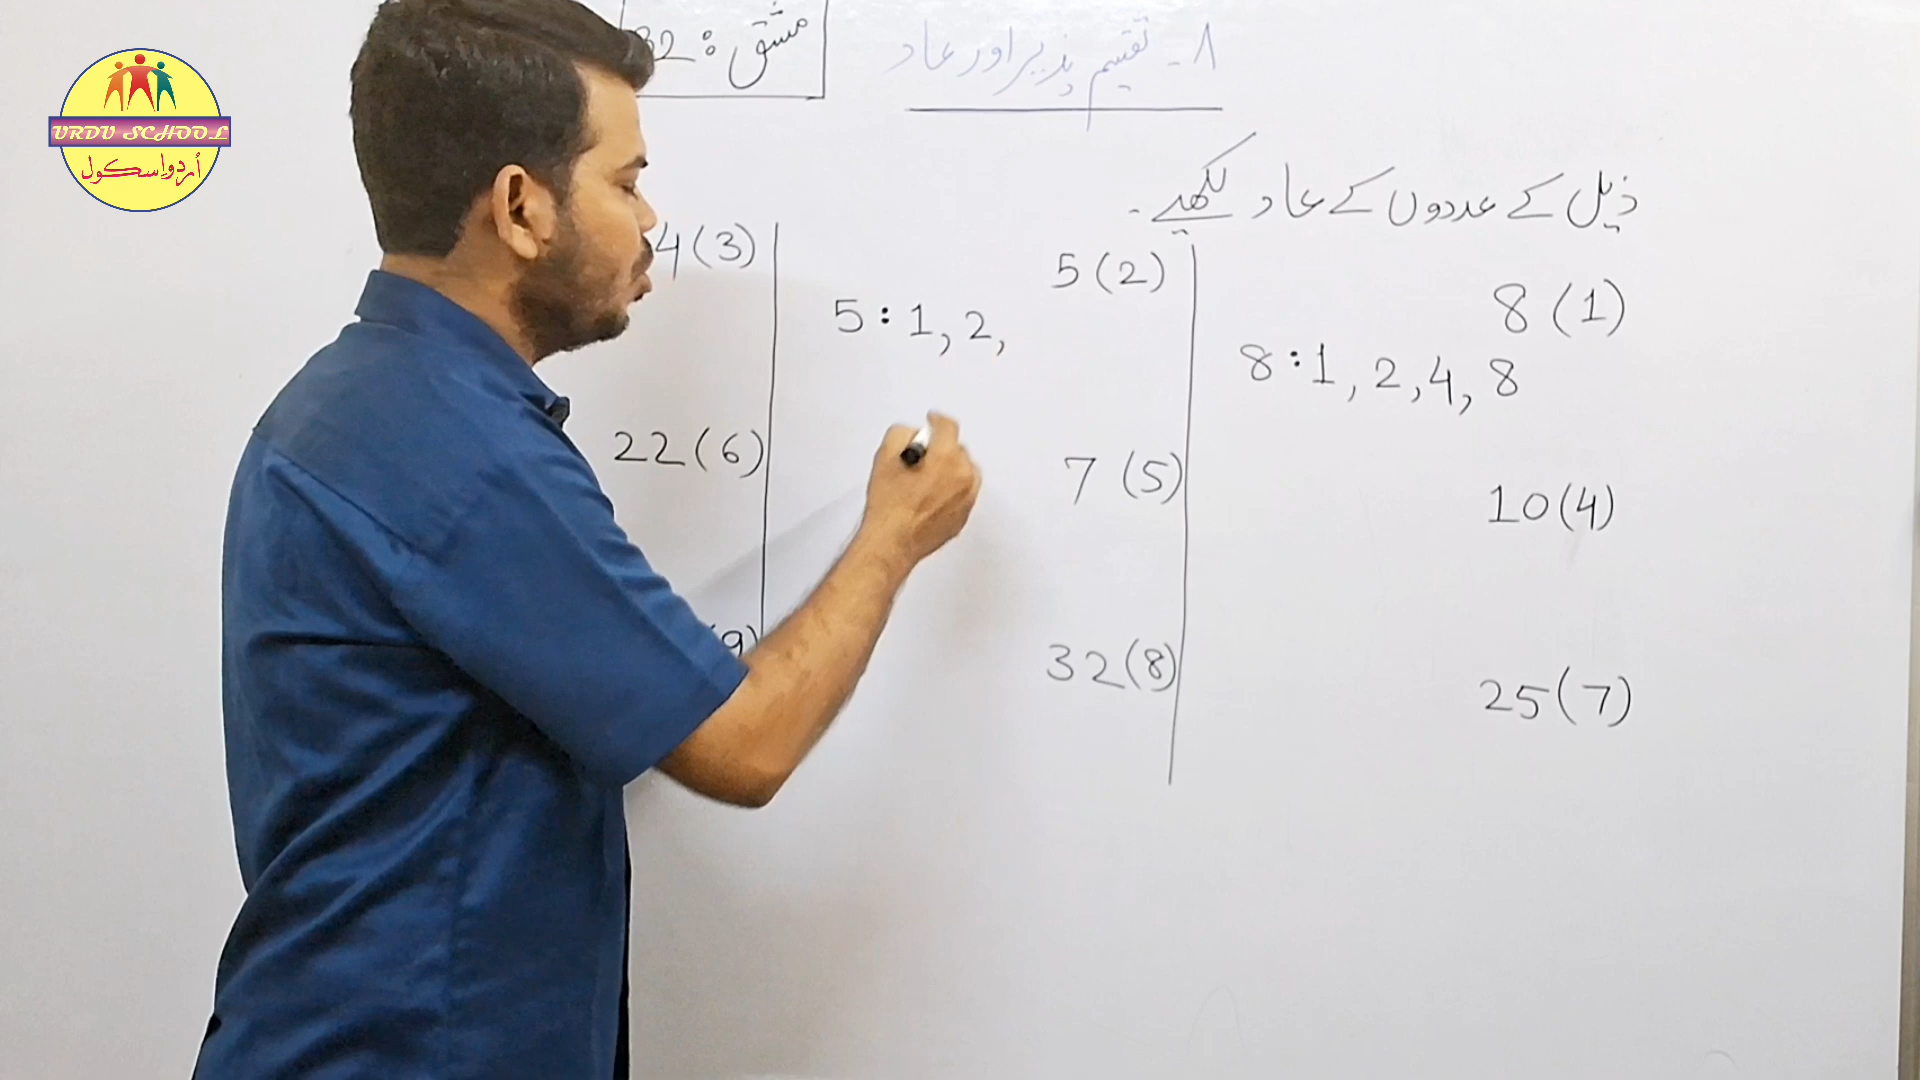 URDU SCHOOL
اُردو اسکول
۸۔ تقسیم پذیر اور عاد
مشق : 32
ذیل کے عددوں کے عاد لکھیے۔
8 (1)
8 : 1 , 2 , 4 , 8
5 (2)
5 : 1 , 2 ,
4 (3)
10 (4)
7 (5)
22 (6)
25 (7)
32 (8)
(9)